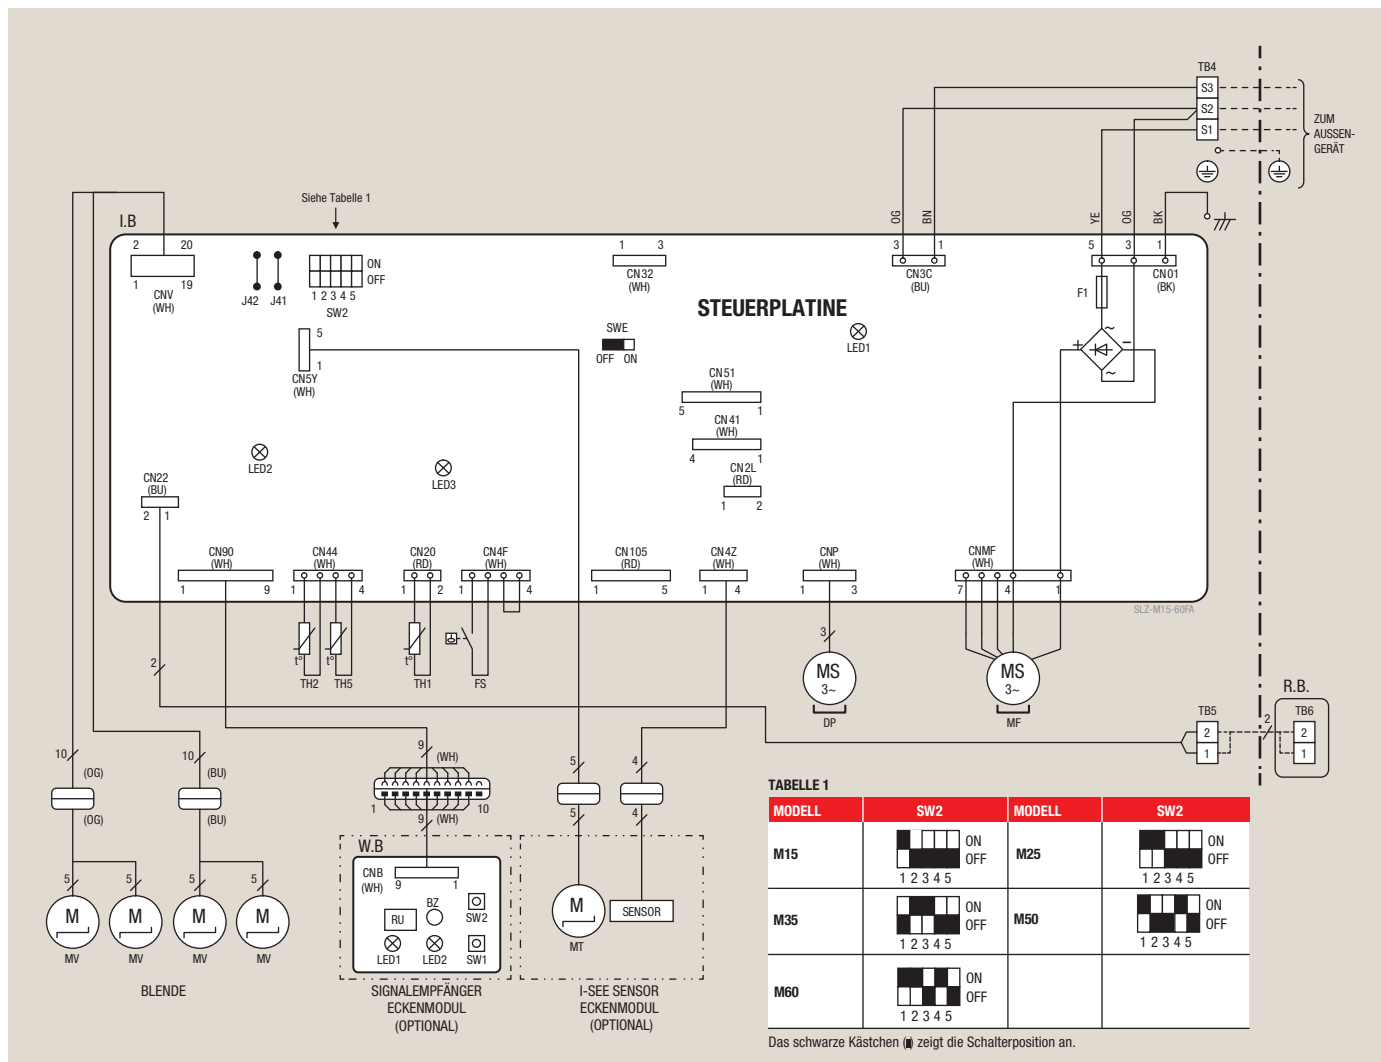 TB4
S3
S2
S1
ZUM
AUSSEN-
GERÄT
Siehe Tabelle 1
I.B
OG
BN
YE
OG
BK
2 20
1 19
CNV
(WH)
J42 J41
ON
OFF
1 2 3 4 5
SW2
1 3
CN32
(WH)
3 1
CN3C
(BU)
5 3 1
CN01
(BK)
F1
STEUERPLATINE
SWE
OFF ON
LED1
+ ~ −
~
5
1
CN5Y
(WH)
CN51
(WH)
5 1
CN41
(WH)
4 1
CN2L
(RD)
1 2
LED2
LED3
CN22
(BU)
2 1
CN90
(WH)
1 9
CN44
(WH)
1 4
CN20
(RD)
1 2
CN4F
(WH)
1 4
CN105
(RD)
1 5
CN4Z
(WH)
1 4
CNP
(WH)
1 3
CNMF
(WH)
7 4 1
SLZ-M15-60FA
2
t° TH2
t° TH5
t° TH1
FS
3
MS
3~
DP
MS
3~
MF
R.B.
TB5
2
1
2
TB6
2
1
10 (OG)
(OG)
10 (BU)
(BU)
9 (WH)
1 10
9 (WH)
5
5
4
4
5 5 5 5
M M M M
MV MV MV MV
BLENDE
W.B
CNB
(WH)
9 1
RU
BZ
SW2
LED1 LED2 SW1
SIGNALEMPFÄNGER
ECKENMODUL
(OPTIONAL)
M
MT
SENSOR
I-SEE SENSOR
ECKENMODUL
(OPTIONAL)
TABELLE 1
MODELL SW2 MODELL SW2
M15 ON OFF 1 2 3 4 5 M25 ON OFF 1 2 3 4 5
M35 ON OFF 1 2 3 4 5 M50 ON OFF 1 2 3 4 5
M60 ON OFF 1 2 3 4 5
Das schwarze Kästchen (▮) zeigt die Schalterposition an.